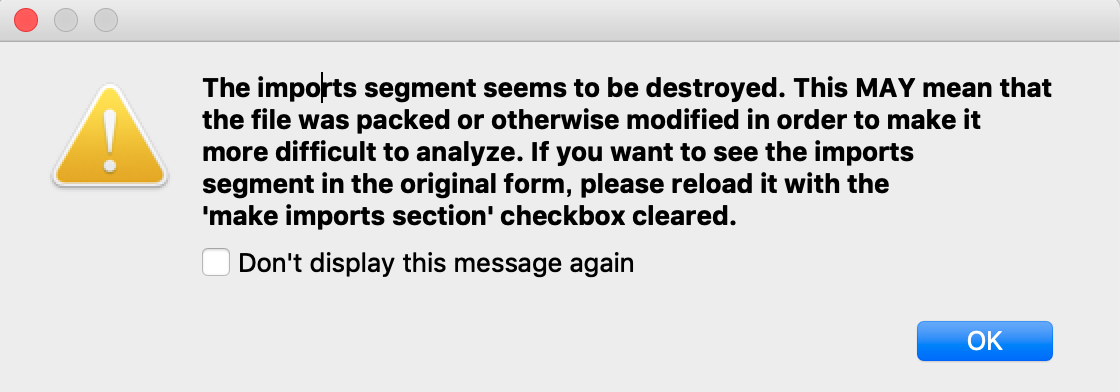 The imports segment seems to be destroyed. This MAY mean that
the file was packed or otherwise modified in order to make it
more difficult to analyze. If you want to see the imports
segment in the original form, please reload it with the
'make imports section' checkbox cleared.
Don't display this message again
OK